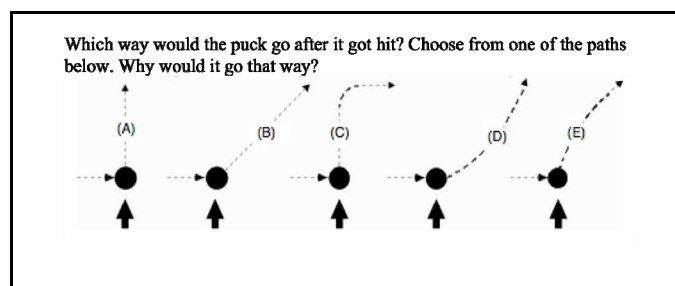 Which way would the puck go after it got hit? Choose from one of the paths
below. Why would it go that way?
(A) (B) (C) (D) (E)